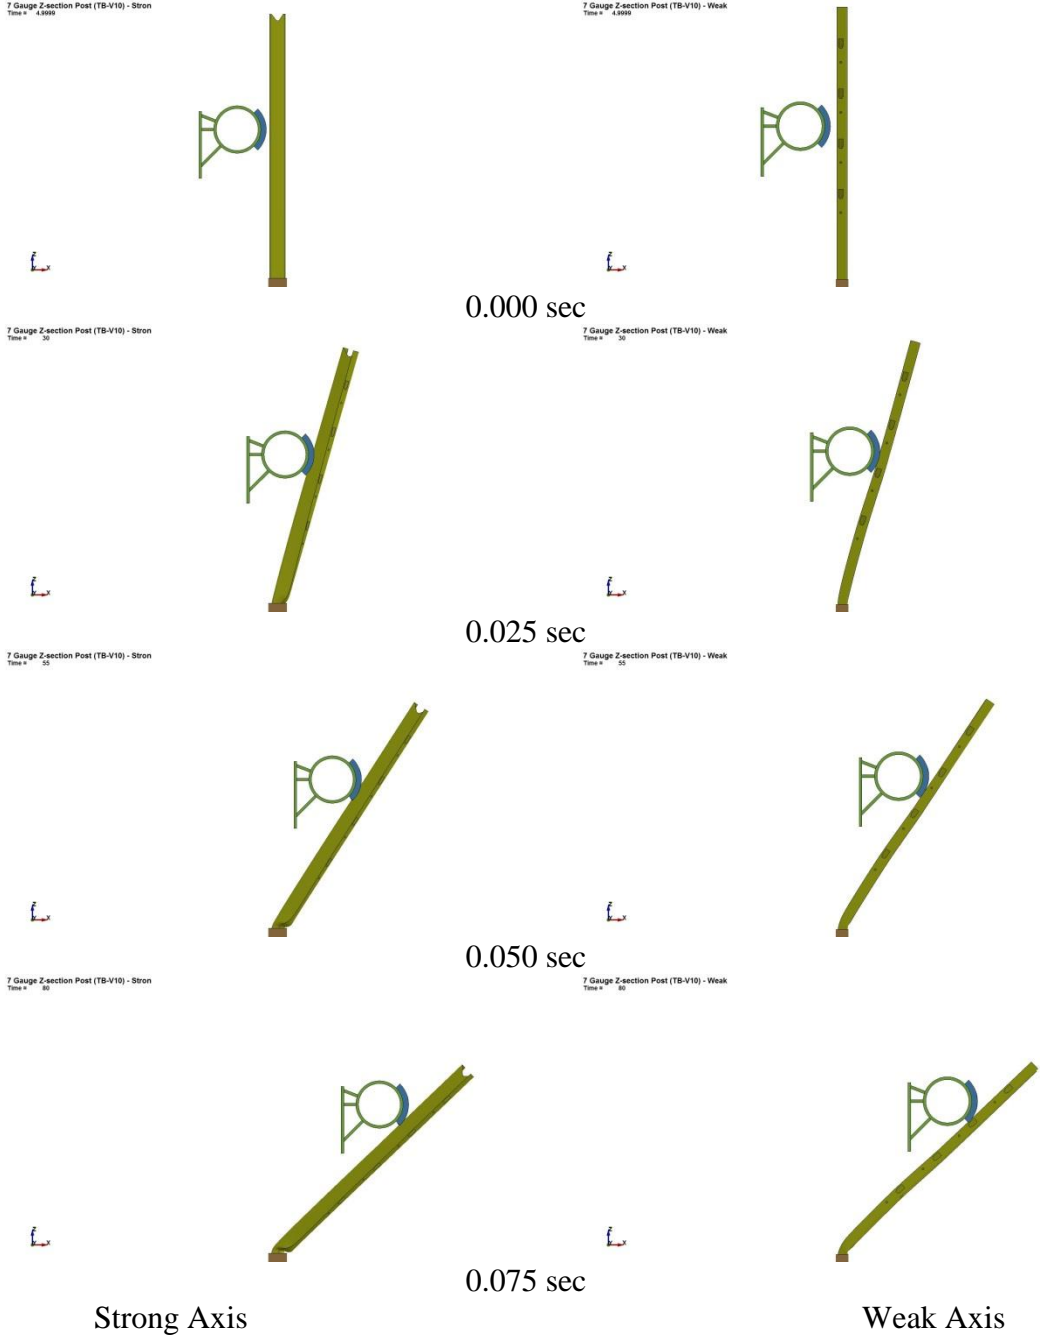 7 Gauge Z-section Post (TB-V10) - Stron
Time = 4.9999
7 Gauge Z-section Post (TB-V10) - Weak
Time = 4.9999
Z
Y X
Z
Y X
0.000 sec
7 Gauge Z-section Post (TB-V10) - Stron
Time = 30
7 Gauge Z-section Post (TB-V10) - Weak
Time = 30
Z
Y X
Z
Y X
0.025 sec
7 Gauge Z-section Post (TB-V10) - Stron
Time = 55
7 Gauge Z-section Post (TB-V10) - Weak
Time = 55
Z
Y X
Z
Y X
0.050 sec
7 Gauge Z-section Post (TB-V10) - Stron
Time = 80
7 Gauge Z-section Post (TB-V10) - Weak
Time = 80
Z
Y X
Z
Y X
0.075 sec
Strong Axis
Weak Axis